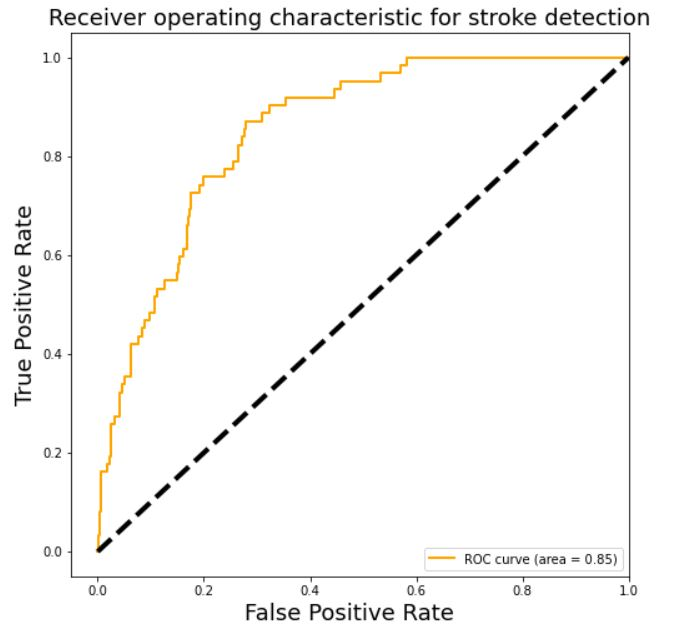 Receiver operating characteristic for stroke detection
True Positive Rate
1.0
0.8
0.6
0.4
0.2
0.0
ROC curve (area = 0.85)
0.0 0.2 0.4 0.6 0.8 1.0
False Positive Rate